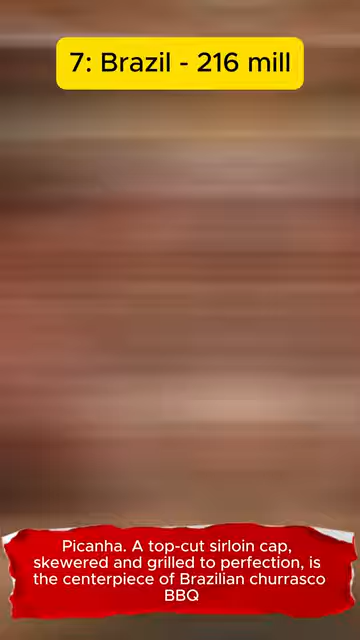 7: Brazil - 216 mill
Picanha. A top-cut sirloin cap,
skewered and grilled to perfection, is
the centerpiece of Brazilian churrasco
BBQ